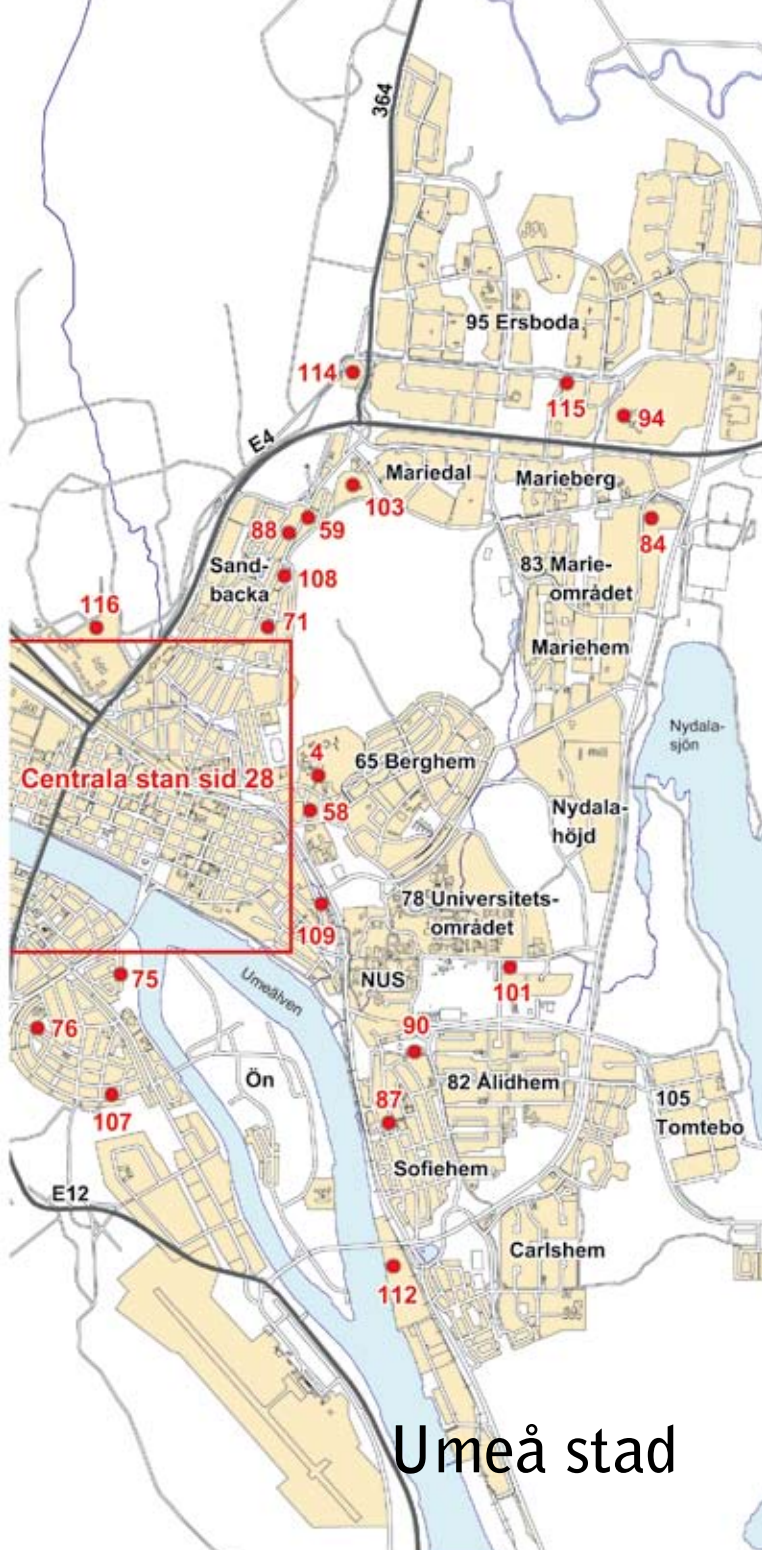 364
95 Ersboda
114
115
94
E4
Mariedal
Marieberg
103
88
59
84
Sand-
backa
108
83 Marie-
området
116
71
Mariehem
Nydala-
sjön
4
65 Berghem
Centrala stan sid 28
58
Nydala-
höjd
78 Universitets-
området
109
75
NUS
101
Umeälven
76
90
Ön
82 Ålidhem
107
87
105
Tomtebo
Sofiehem
E12
Carlshem
112
Umeå stad